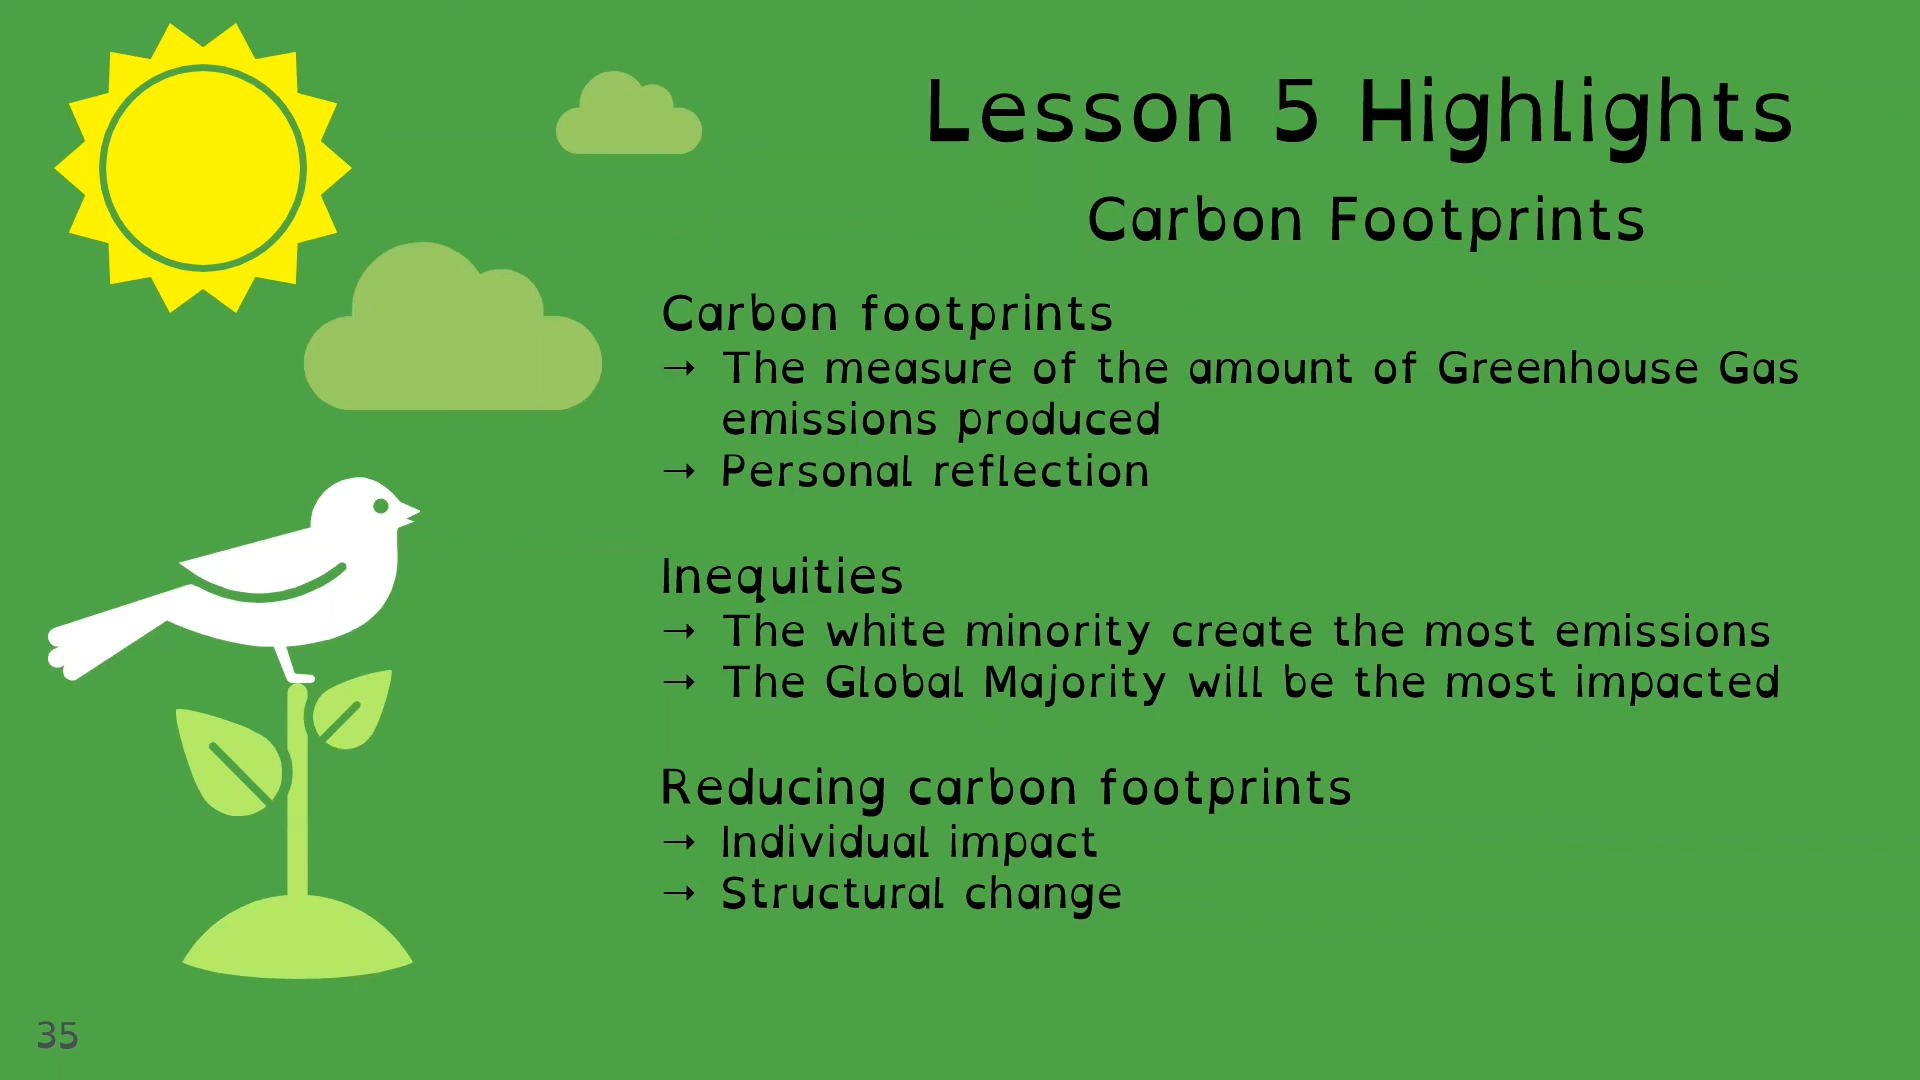 Lesson 5 Highlights
Carbon Footprints
Carbon footprints
→ The measure of the amount of Greenhouse Gas
emissions produced
→ Personal reflection
Inequities
→ The white minority create the most emissions
→ The Global Majority will be the most impacted
Reducing carbon footprints
→ Individual impact
→ Structural change
35